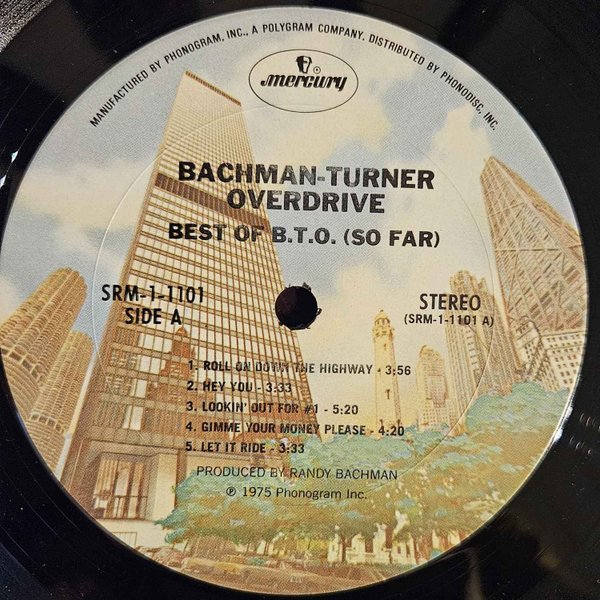 MANUFACTURED BY PHONOGRAM, INC., A POLYGRAM COMPANY. DISTRIBUTED BY PHONODISC, INC.
mercury
BACHMAN-TURNER
OVERDRIVE
BEST OF B.T.O. (SO FAR)
SRM-1-1101
SIDE A
STEREO
(SRM-1-1101 A)
1. ROLL ON DOWN THE HIGHWAY - 3:56
2. HEY YOU - 3:33
3. LOOKIN' OUT FOR #1 - 5:20
4. GIMME YOUR MONEY PLEASE - 4:20
5. LET IT RIDE - 3:33
PRODUCED BY RANDY BACHMAN
℗ 1975 Phonogram Inc.